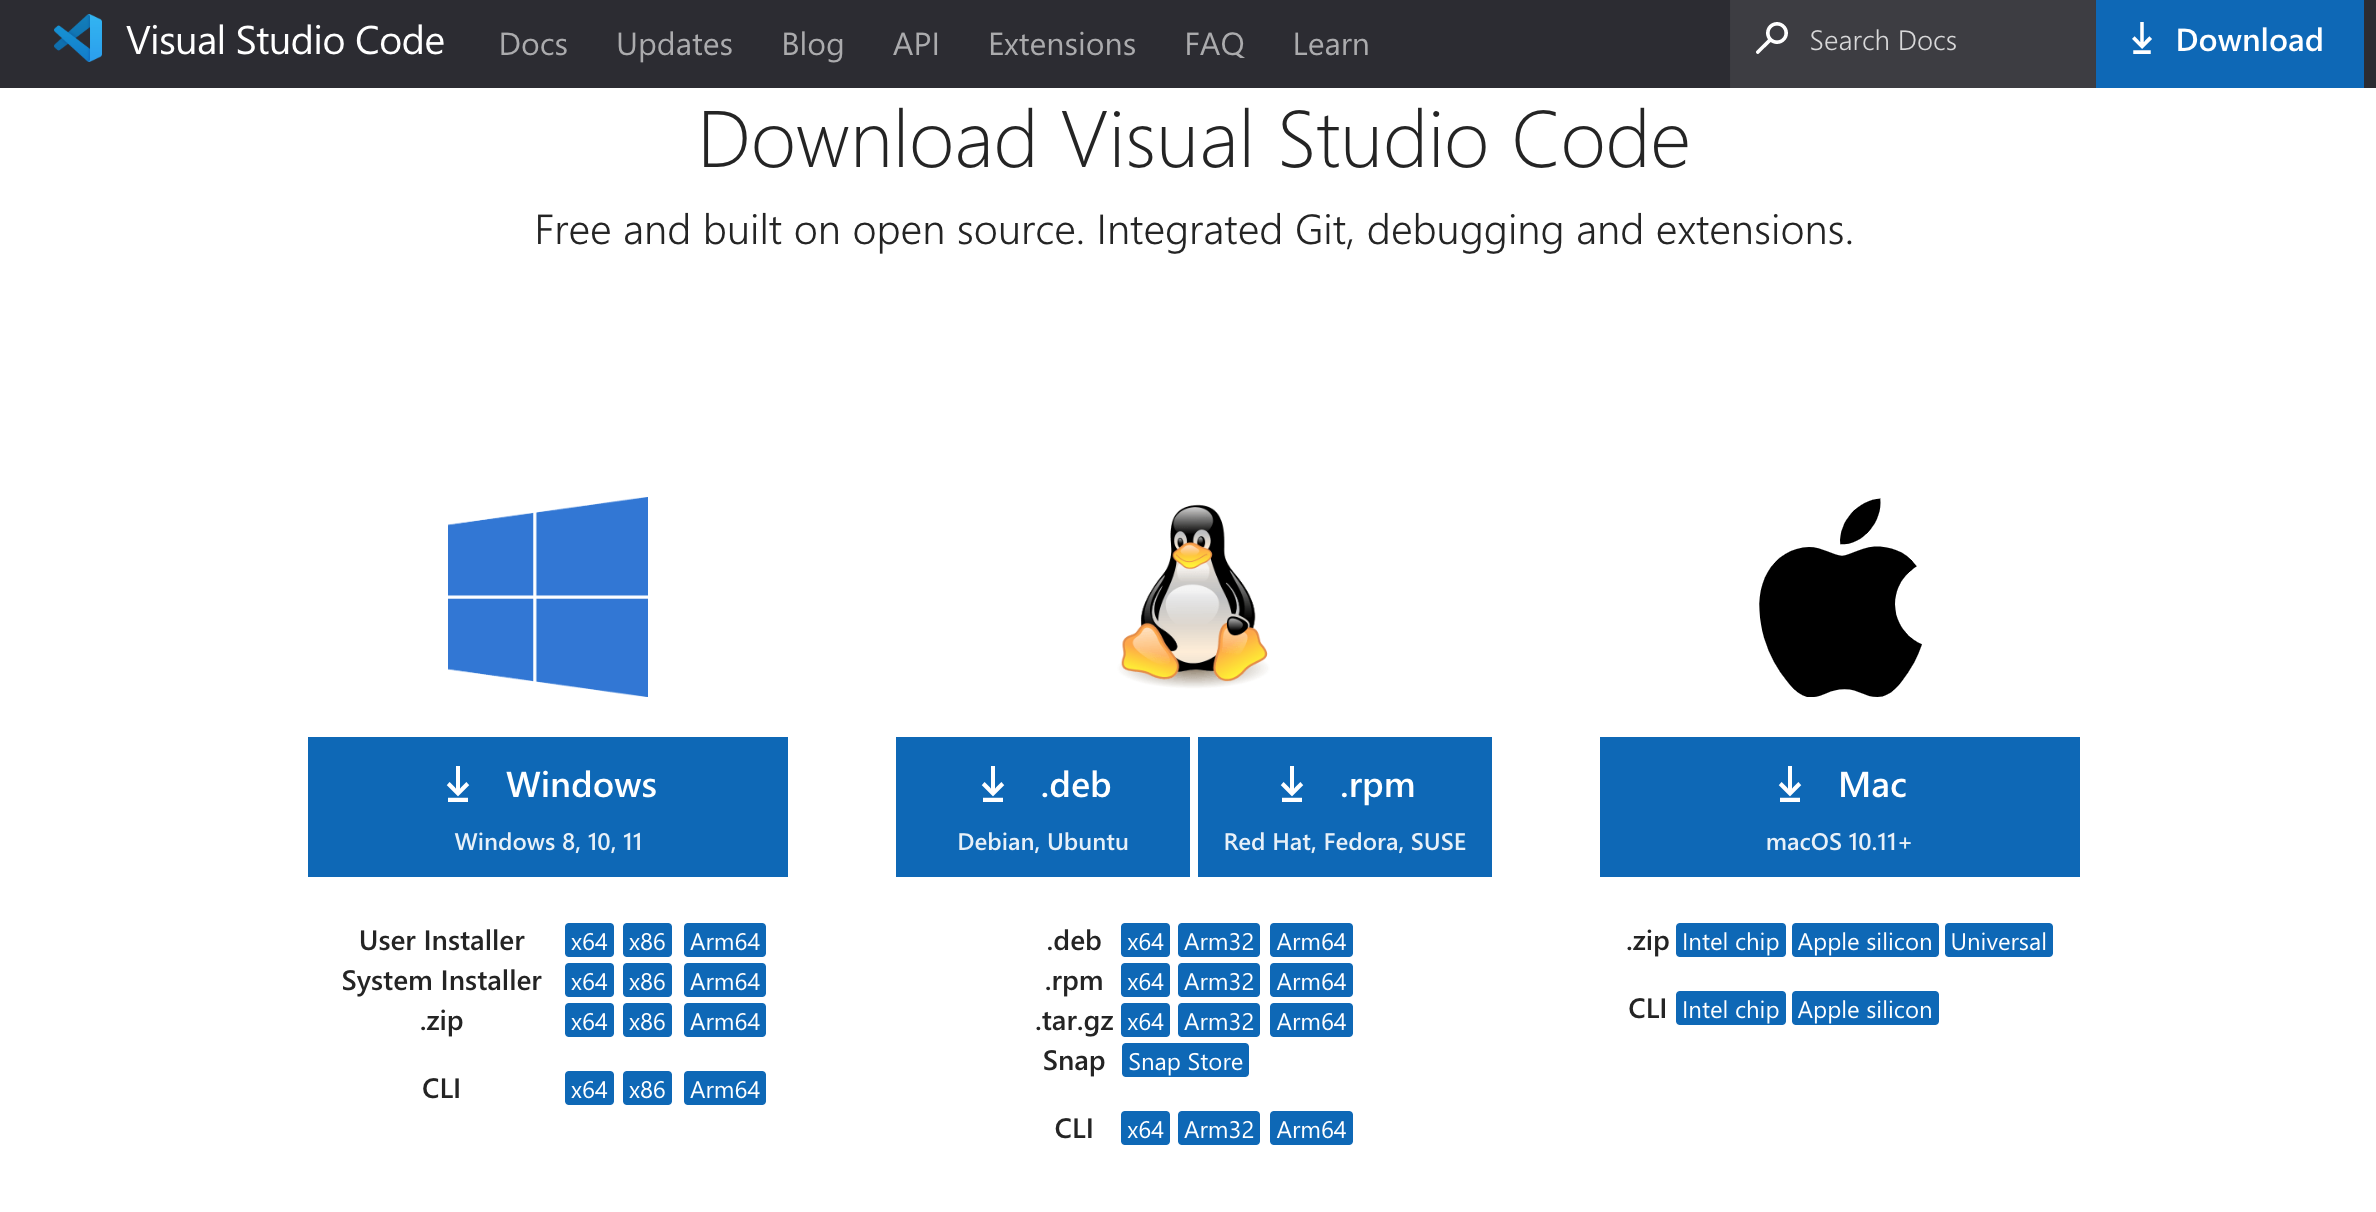 Visual Studio Code Docs Updates Blog API Extensions FAQ Learn Search Docs Download
Download Visual Studio Code
Free and built on open source. Integrated Git, debugging and extensions.
Windows
Windows 8, 10, 11
User Installer x64 x86 Arm64
System Installer x64 x86 Arm64
.zip x64 x86 Arm64
CLI x64 x86 Arm64
.deb
Debian, Ubuntu
.rpm
Red Hat, Fedora, SUSE
.deb x64 Arm32 Arm64
.rpm x64 Arm32 Arm64
.tar.gz x64 Arm32 Arm64
Snap Snap Store
CLI x64 Arm32 Arm64
Mac
macOS 10.11+
.zip Intel chip Apple silicon Universal
CLI Intel chip Apple silicon